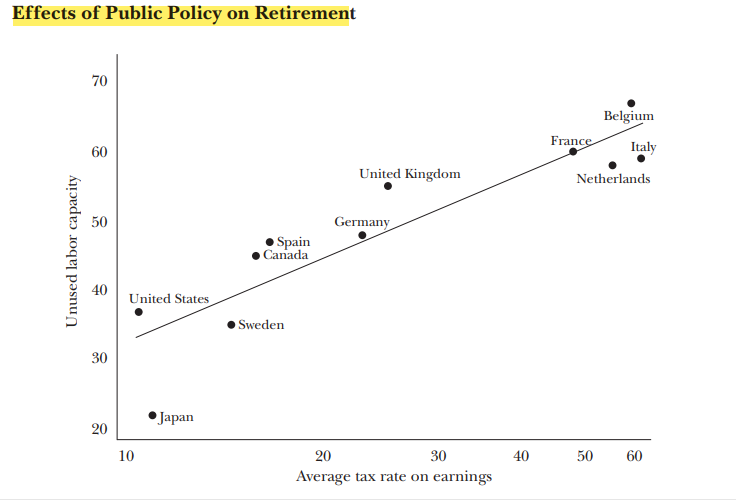 Effects of Public Policy on Retirement
70
Belgium
France
60
Italy
United Kingdom
Netherlands
Unused labor capacity
50
Germany
Spain
Canada
40
United States
Sweden
30
Japan
20
10 20 30 40 50 60
Average tax rate on earnings